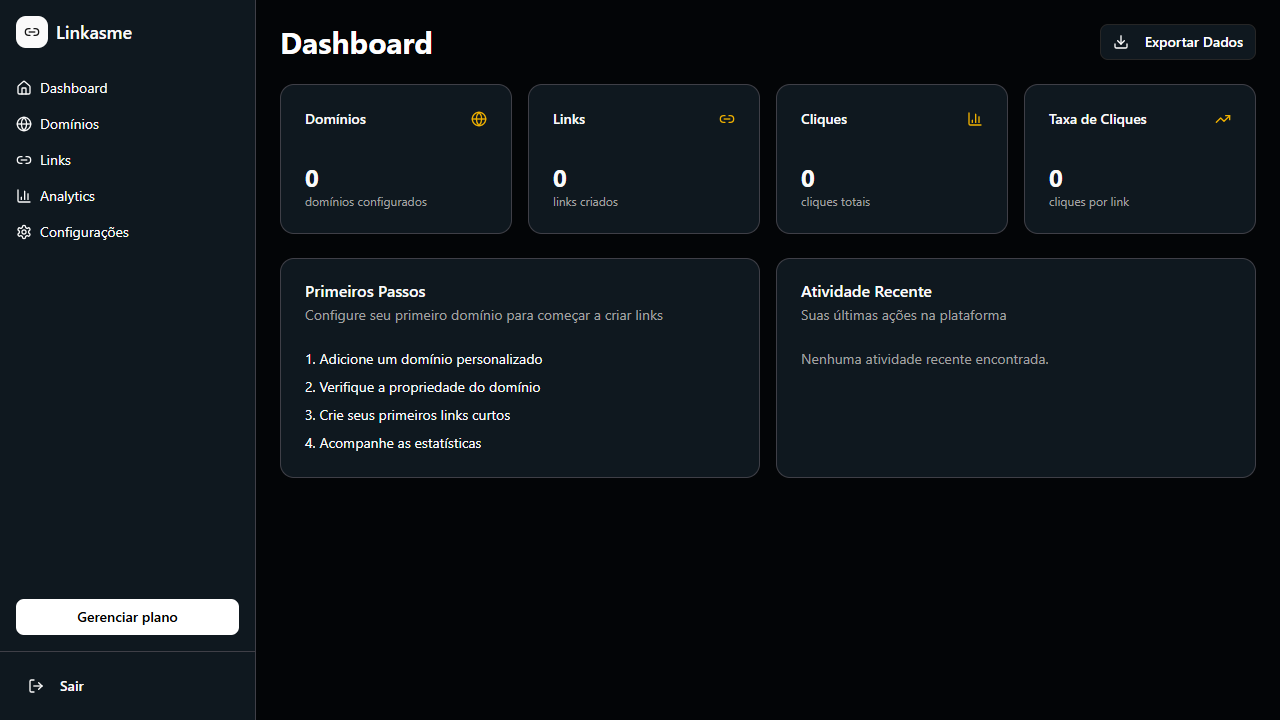 Linkasme
Dashboard
Domínios
Links
Analytics
Configurações
Gerenciar plano
Sair
Dashboard
Exportar Dados
Domínios
0
domínios configurados
Links
0
links criados
Cliques
0
cliques totais
Taxa de Cliques
0
cliques por link
Primeiros Passos
Configure seu primeiro domínio para começar a criar links
1. Adicione um domínio personalizado
2. Verifique a propriedade do domínio
3. Crie seus primeiros links curtos
4. Acompanhe as estatísticas
Atividade Recente
Suas últimas ações na plataforma
Nenhuma atividade recente encontrada.